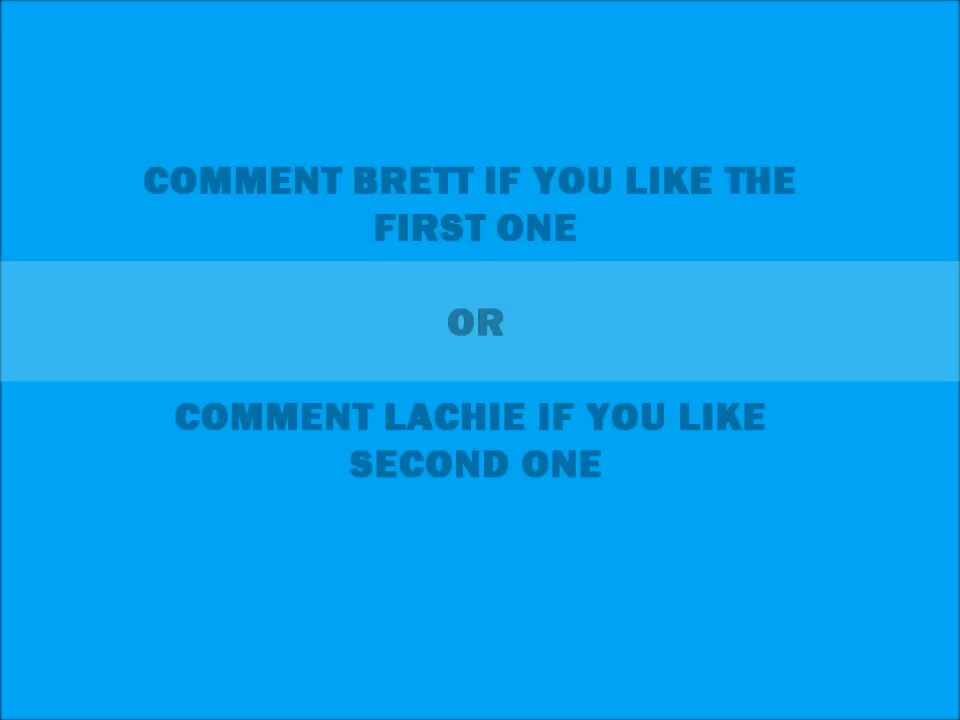 COMMENT BRETT IF YOU LIKE THE
FIRST ONE
OR
COMMENT LACHIE IF YOU LIKE
SECOND ONE